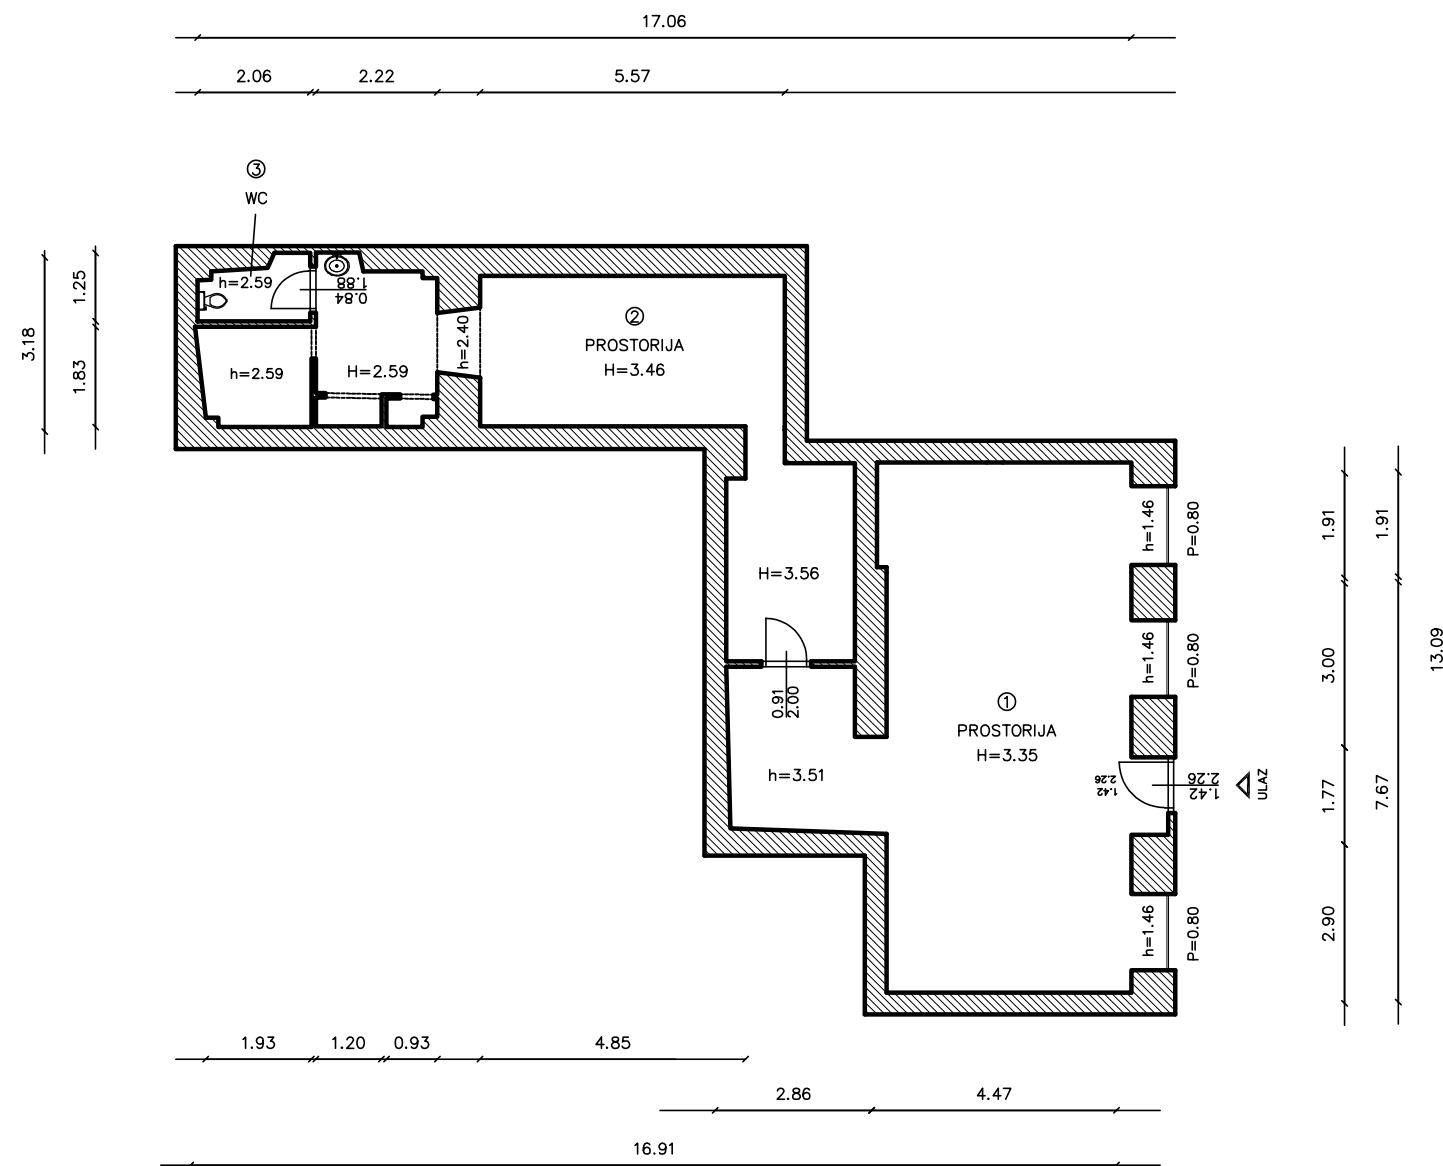 17.06
2.06 2.22 5.57
3
WC
h=2.59
1.88
0.84
3.18
1.25
1.83
h=2.59
H=2.59
h=2.40
2
PROSTORIJA
H=3.46
H=3.56
0.91
2.00
h=3.51
1
PROSTORIJA
H=3.35
h=1.46
P=0.80
h=1.46
P=0.80
2.26
1.42
2.26
1.42
ULAZ
h=1.46
P=0.80
1.91
3.00
1.77
2.90
1.91
7.67
13.09
1.93 1.20 0.93 4.85
2.86 4.47
16.91